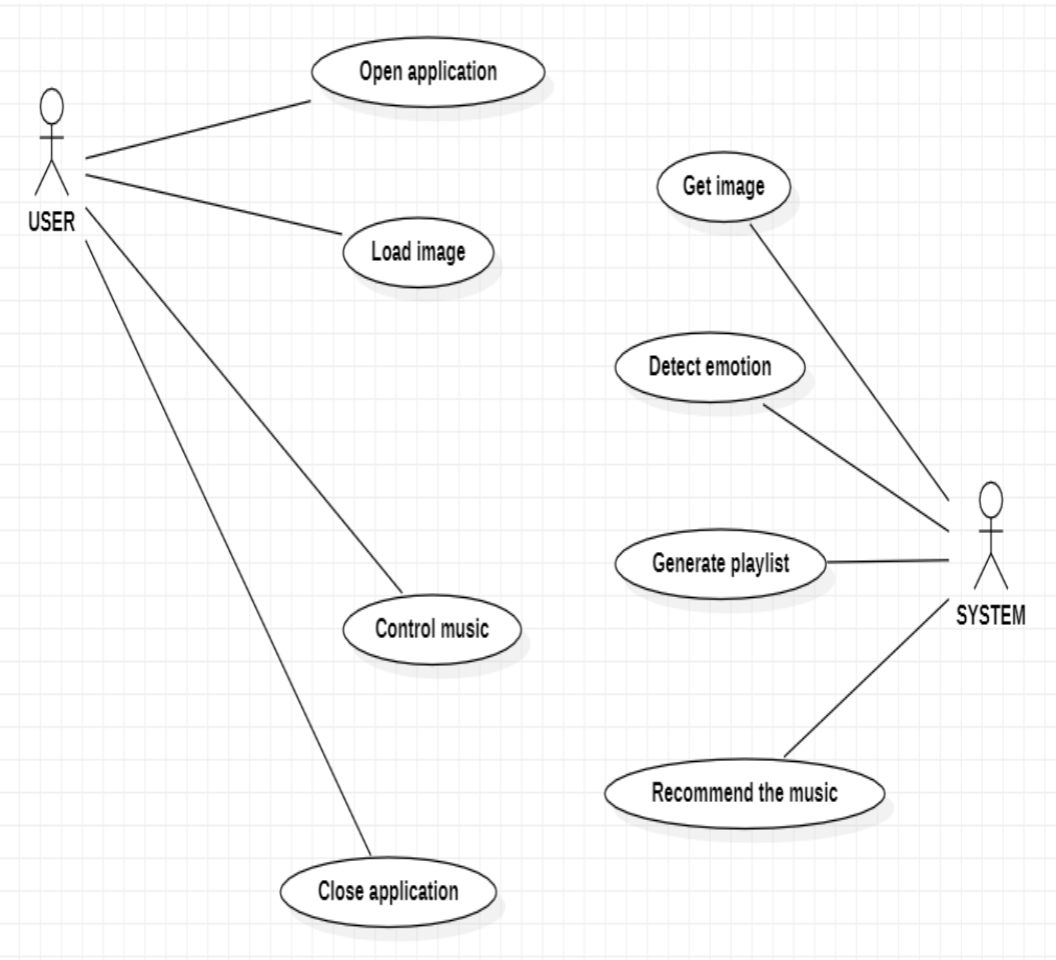 Open application
USER
Get image
Load image
Detect emotion
Generate playlist
SYSTEM
Control music
Recommend the music
Close application